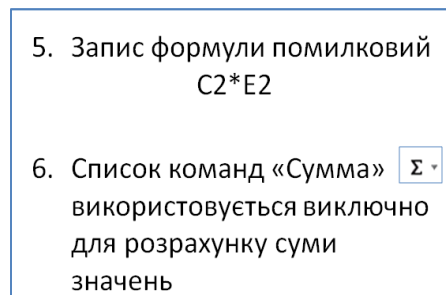 5. Запис формули помилковий
C2*E2
6. Список команд «Сумма» Σ
використовується виключно
для розрахунку суми
значень